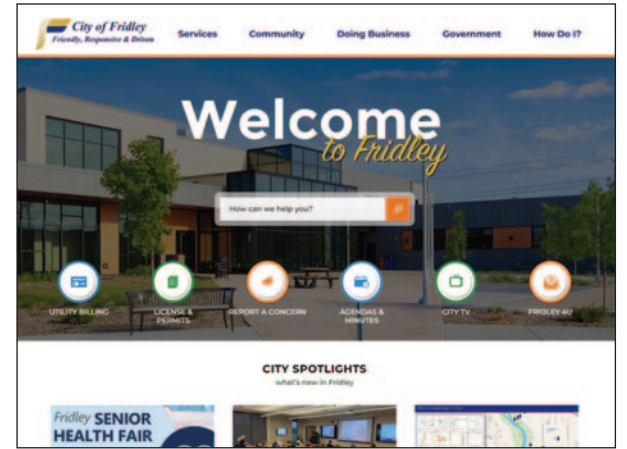 City of Fridley
Friendly, Responsive & Driven
Services
Community
Doing Business
Government
How Do I?
Welcome
to Fridley
How can we help you?
UTILITY BILLING
LICENSE &
PERMITS
REPORT A CONCERN
AGENDAS &
MINUTES
CITY TV
FRIDLEY 4U
CITY SPOTLIGHTS
what's new in Fridley
Fridley SENIOR
HEALTH FAIR